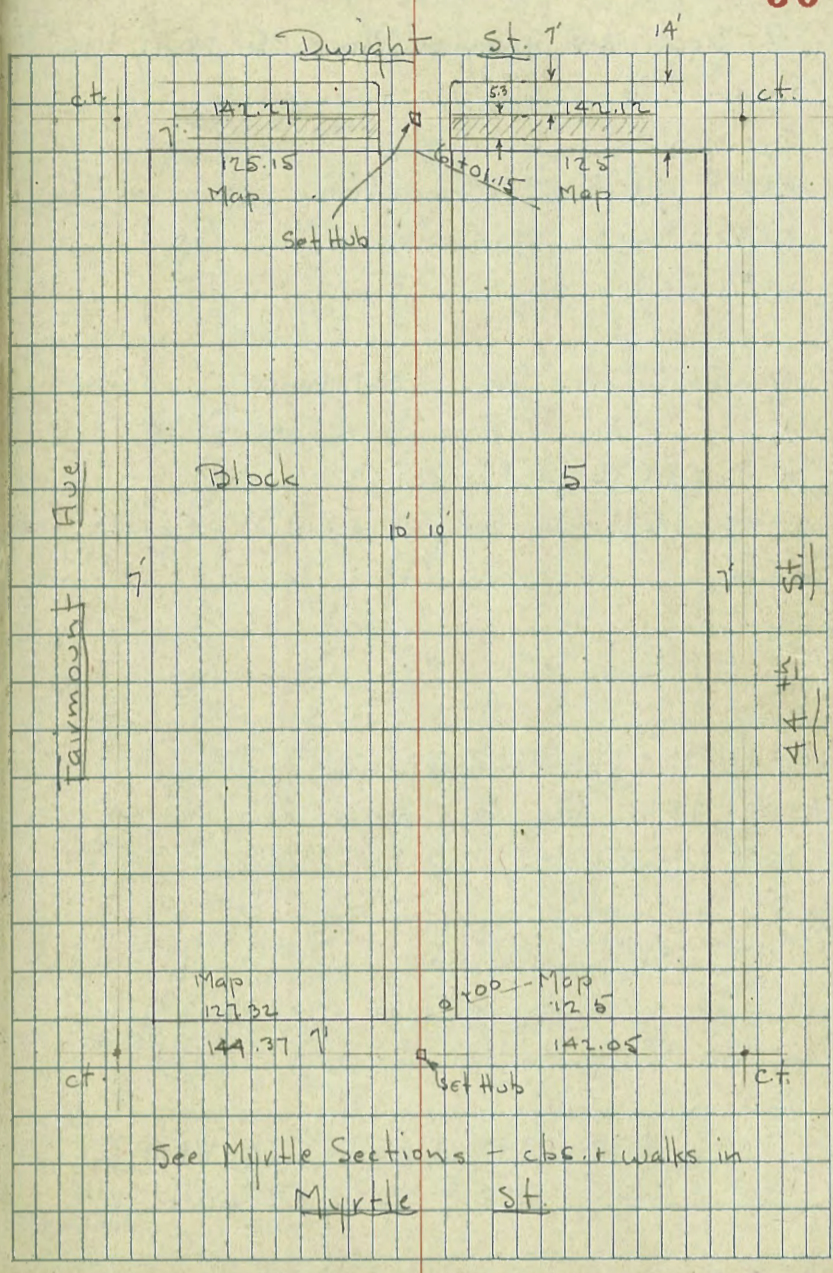 Dwight St. 7' 14'
c.t. 142.27 5.3 142.12 c.t.
7'
125.15 6+01.15 125
Map Map
Set Hub
Fairmount Ave
Block 5
10' 10'
7' 7'
44th St.
Map 0+00 Map
127.32 125
144.37 7' 142.05
c.t. Set Hub C.t.
See Myrtle Sections - cbs. + walks in
Myrtle St.